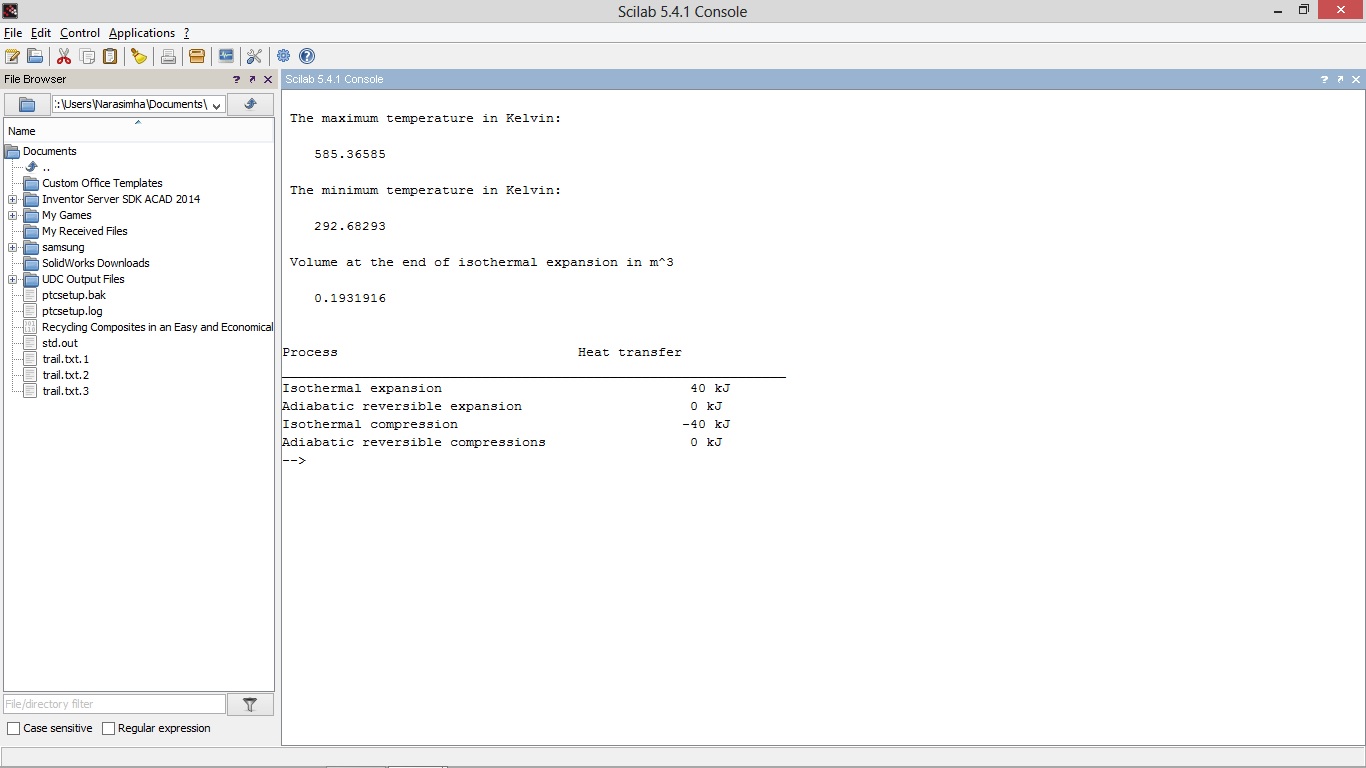 Scilab 5.4.1 Console
File Edit Control Applications ?
File Browser
:\Users\Narasimha\Documents\
Name
Documents
..
Custom Office Templates
Inventor Server SDK ACAD 2014
My Games
My Received Files
samsung
SolidWorks Downloads
UDC Output Files
ptcsetup.bak
ptcsetup.log
Recycling Composites in an Easy and Economical
std.out
trail.txt.1
trail.txt.2
trail.txt.3
File/directory filter
Case sensitive Regular expression
Scilab 5.4.1 Console
The maximum temperature in Kelvin:
585.36585
The minimum temperature in Kelvin:
292.68293
Volume at the end of isothermal expansion in m^3
0.1931916
Process Heat transfer
Isothermal expansion 40 kJ
Adiabatic reversible expansion 0 kJ
Isothermal compression -40 kJ
Adiabatic reversible compressions 0 kJ
-->